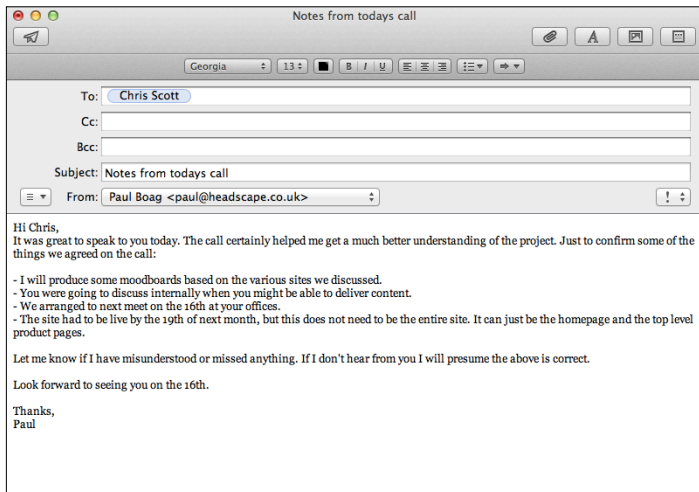 Notes from todays call
Georgia 13 B I U
To: Chris Scott
Cc:
Bcc:
Subject: Notes from todays call
From: Paul Boag <paul@headscape.co.uk> !
Hi Chris,
It was great to speak to you today. The call certainly helped me get a much better understanding of the project. Just to confirm some of the
things we agreed on the call:
- I will produce some moodboards based on the various sites we discussed.
- You were going to discuss internally when you might be able to deliver content.
- We arranged to next meet on the 16th at your offices.
- The site had to be live by the 19th of next month, but this does not need to be the entire site. It can just be the homepage and the top level
product pages.
Let me know if I have misunderstood or missed anything. If I don't hear from you I will presume the above is correct.
Look forward to seeing you on the 16th.
Thanks,
Paul